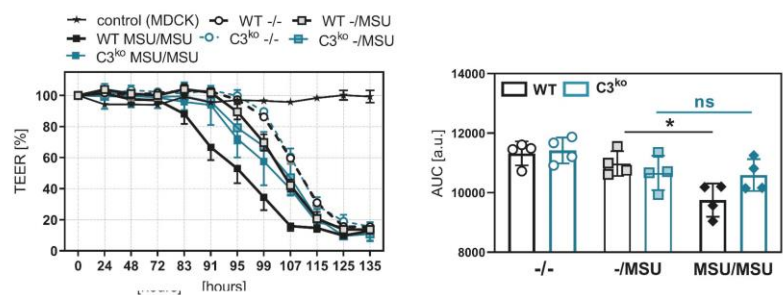 control (MDCK) WT -/- WT -/MSU
WT MSU/MSU C3ko -/- C3ko -/MSU
C3ko MSU/MSU
TEER [%]
100
80
60
40
20
0
0 24 48 72 83 91 95 99 107 115 125 135
[hours]
WT C3ko
AUC [a.u.]
14000
12000
10000
8000
ns
*
-/- -/MSU MSU/MSU